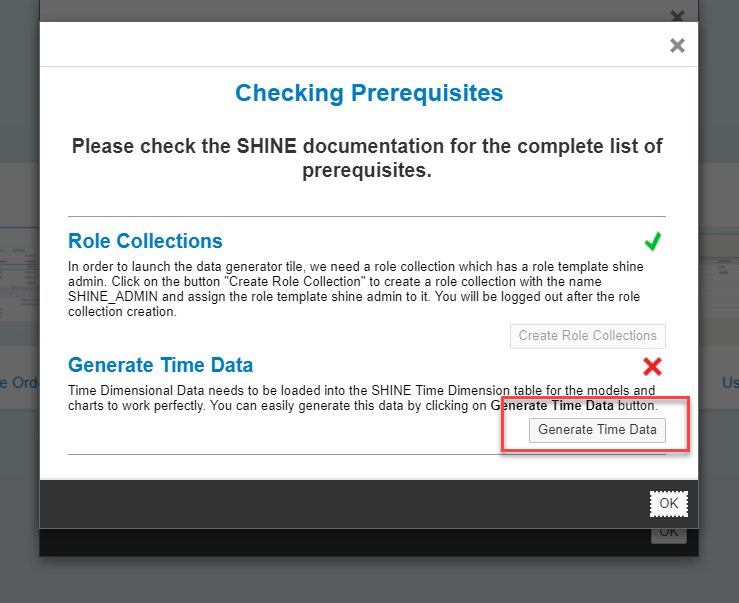 Checking Prerequisites
Please check the SHINE documentation for the complete list of
prerequisites.
Role Collections
In order to launch the data generator tile, we need a role collection which has a role template shine
admin. Click on the button "Create Role Collection" to create a role collection with the name
SHINE_ADMIN and assign the role template shine admin to it. You will be logged out after the role
collection creation.
Create Role Collections
Generate Time Data
Time Dimensional Data needs to be loaded into the SHINE Time Dimension table for the models and
charts to work perfectly. You can easily generate this data by clicking on Generate Time Data button.
Generate Time Data
OK
OK